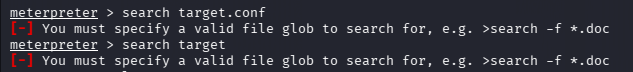 meterpreter > search target.conf
[-] You must specify a valid file glob to search for, e.g. >search -f *.doc
meterpreter > search target
[-] You must specify a valid file glob to search for, e.g. >search -f *.doc